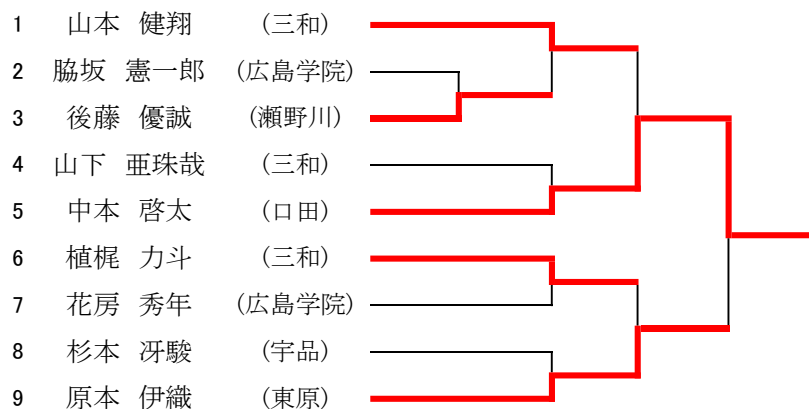 1 山本 健翔 (三和)
2 脇坂 憲一郎 (広島学院)
3 後藤 優誠 (瀬野川)
4 山下 亜珠哉 (三和)
5 中本 啓太 (口田)
6 植梶 力斗 (三和)
7 花房 秀年 (広島学院)
8 杉本 冴駿 (宇品)
9 原本 伊織 (東原)